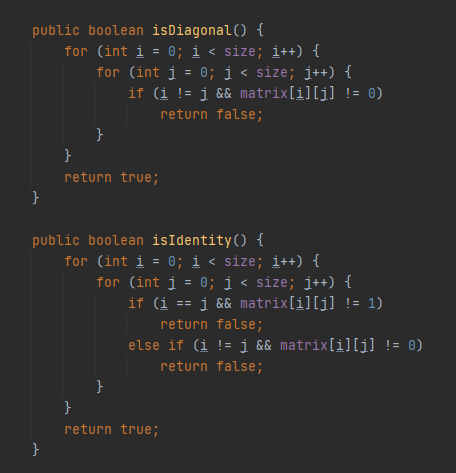 public boolean isDiagonal() {
for (int i = 0; i < size; i++) {
for (int j = 0; j < size; j++) {
if (i != j && matrix[i][j] != 0)
return false;
}
}
return true;
}
public boolean isIdentity() {
for (int i = 0; i < size; i++) {
for (int j = 0; j < size; j++) {
if (i == j && matrix[i][j] != 1)
return false;
else if (i != j && matrix[i][j] != 0)
return false;
}
}
return true;
}